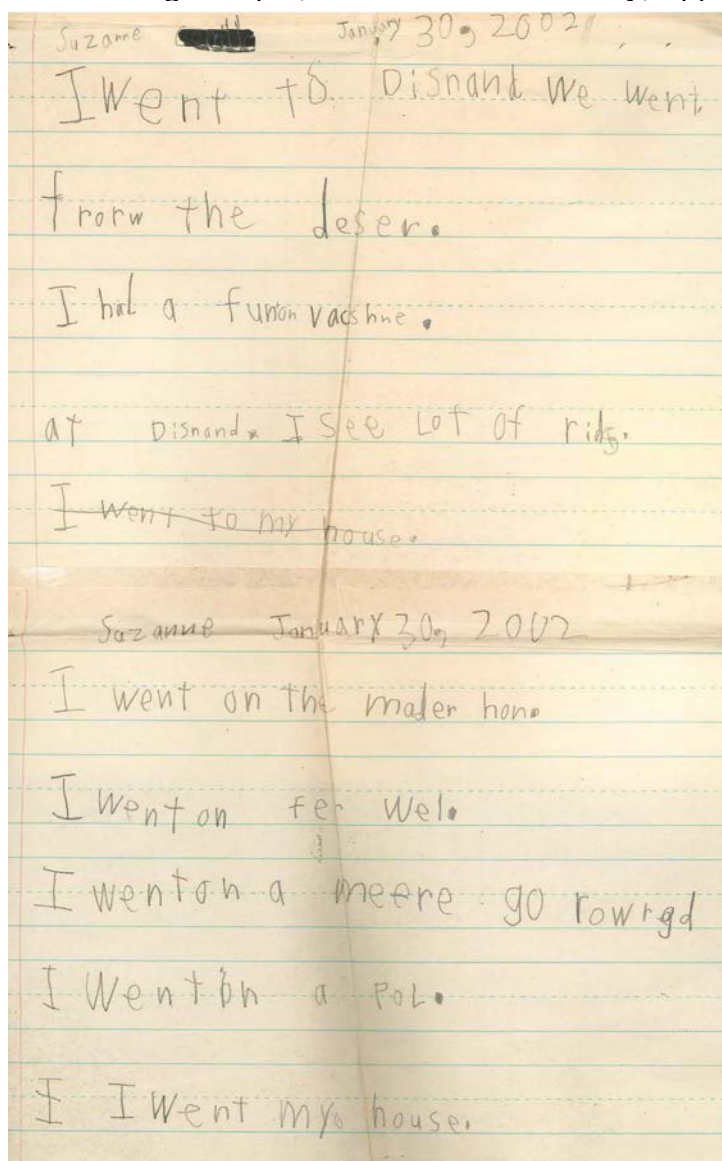 Suzanne January 30, 2002
I Went to Disnand We Went
frorw the deser.
I had a funon vacshne.
at Disnand. I See Lot of rids.
I went to my house.
Suzanne January 30, 2002
I went on the mater hon.
I Went on fer Wel.
I went on a meere go rowrgd
I Went on a PoL.
I I Went my house.